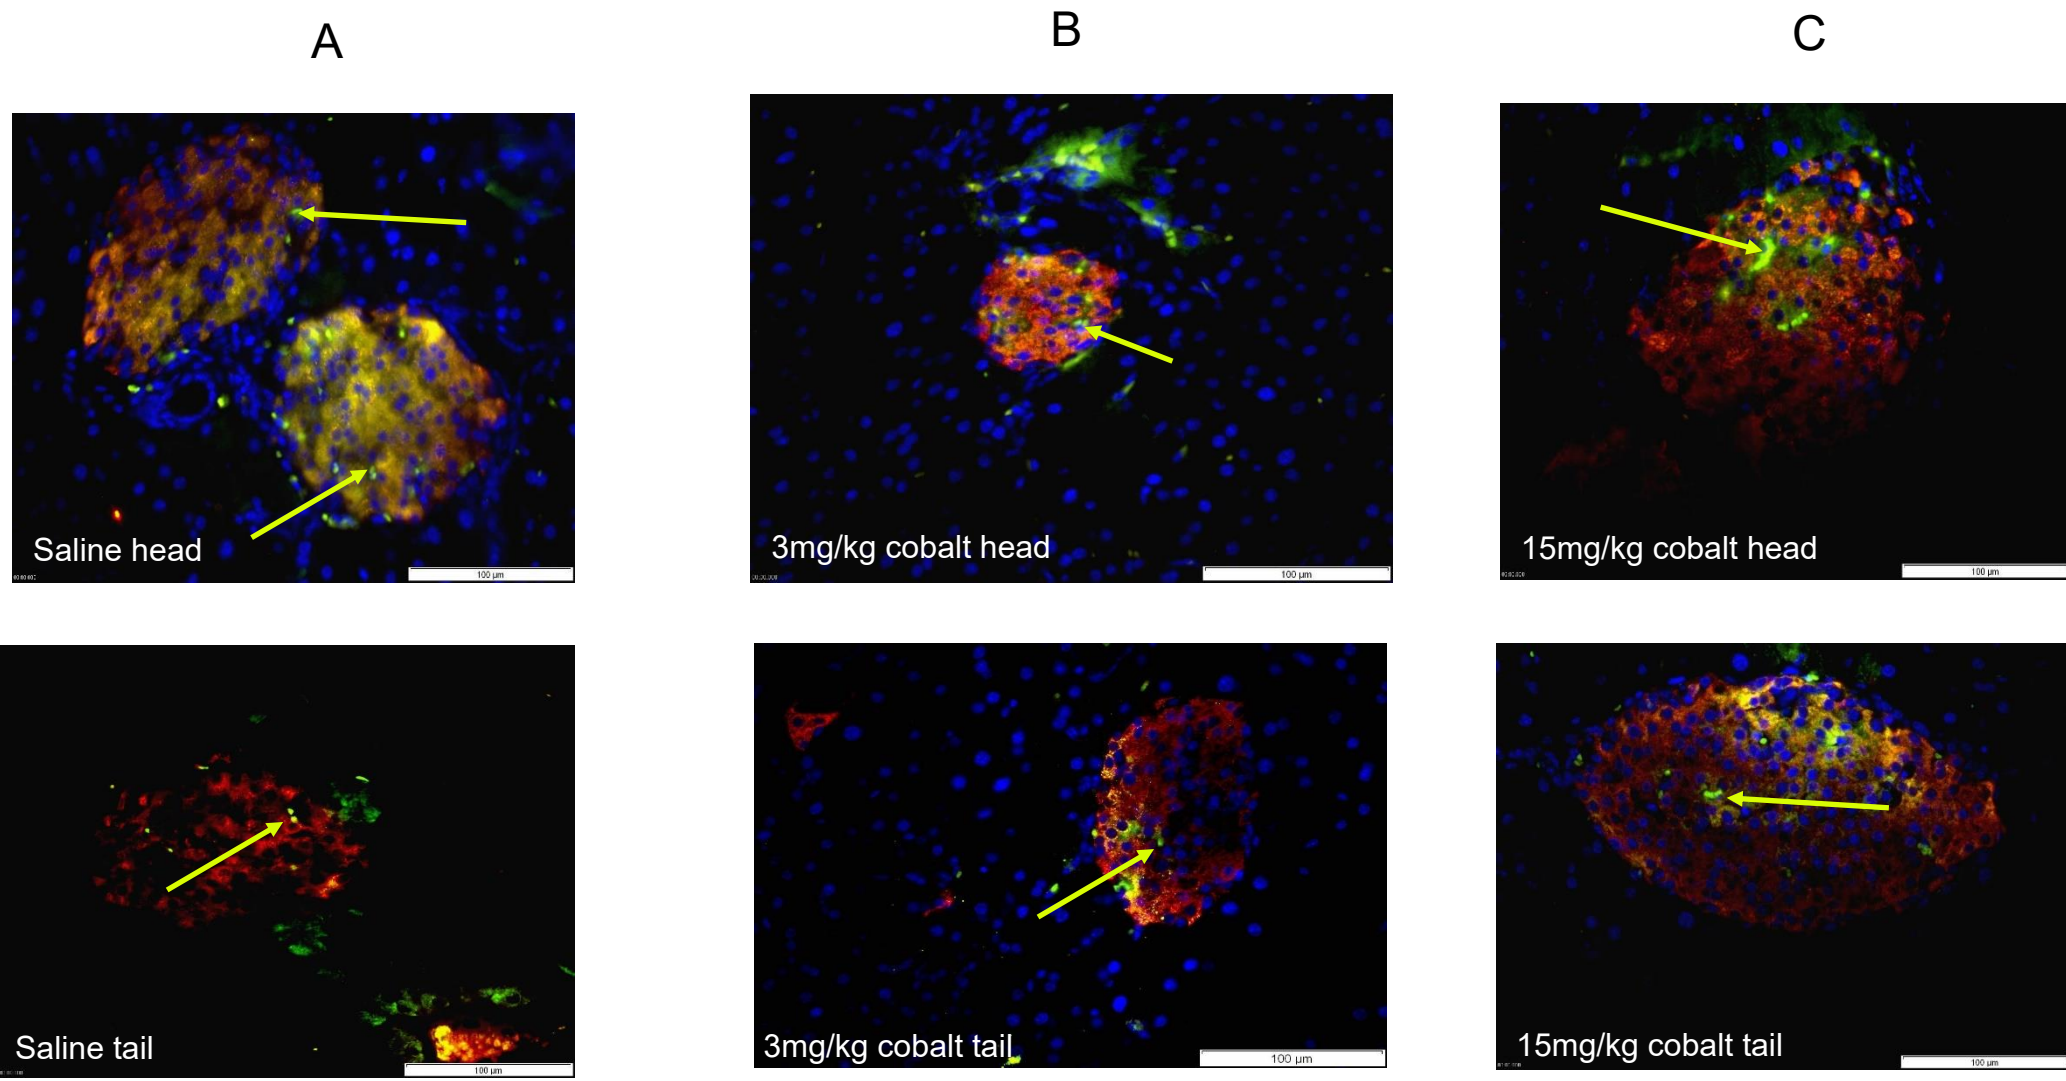 A
B
C
Saline head
100 µm
3mg/kg cobalt head
100 µm
15mg/kg cobalt head
100 µm
Saline tail
100 µm
3mg/kg cobalt tail
100 µm
15mg/kg cobalt tail
100 µm